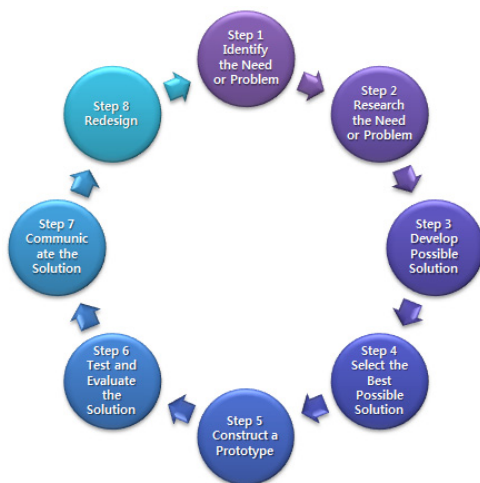 Step 1
Identify
the Need
or Problem
Step 2
Research
the Need
or Problem
Step 3
Develop
Possible
Solution
Step 4
Select the
Best
Possible
Solution
Step 5
Construct a
Prototype
Step 6
Test and
Evaluate
the
Solution
Step 7
Communic
ate the
Solution
Step 8
Redesign